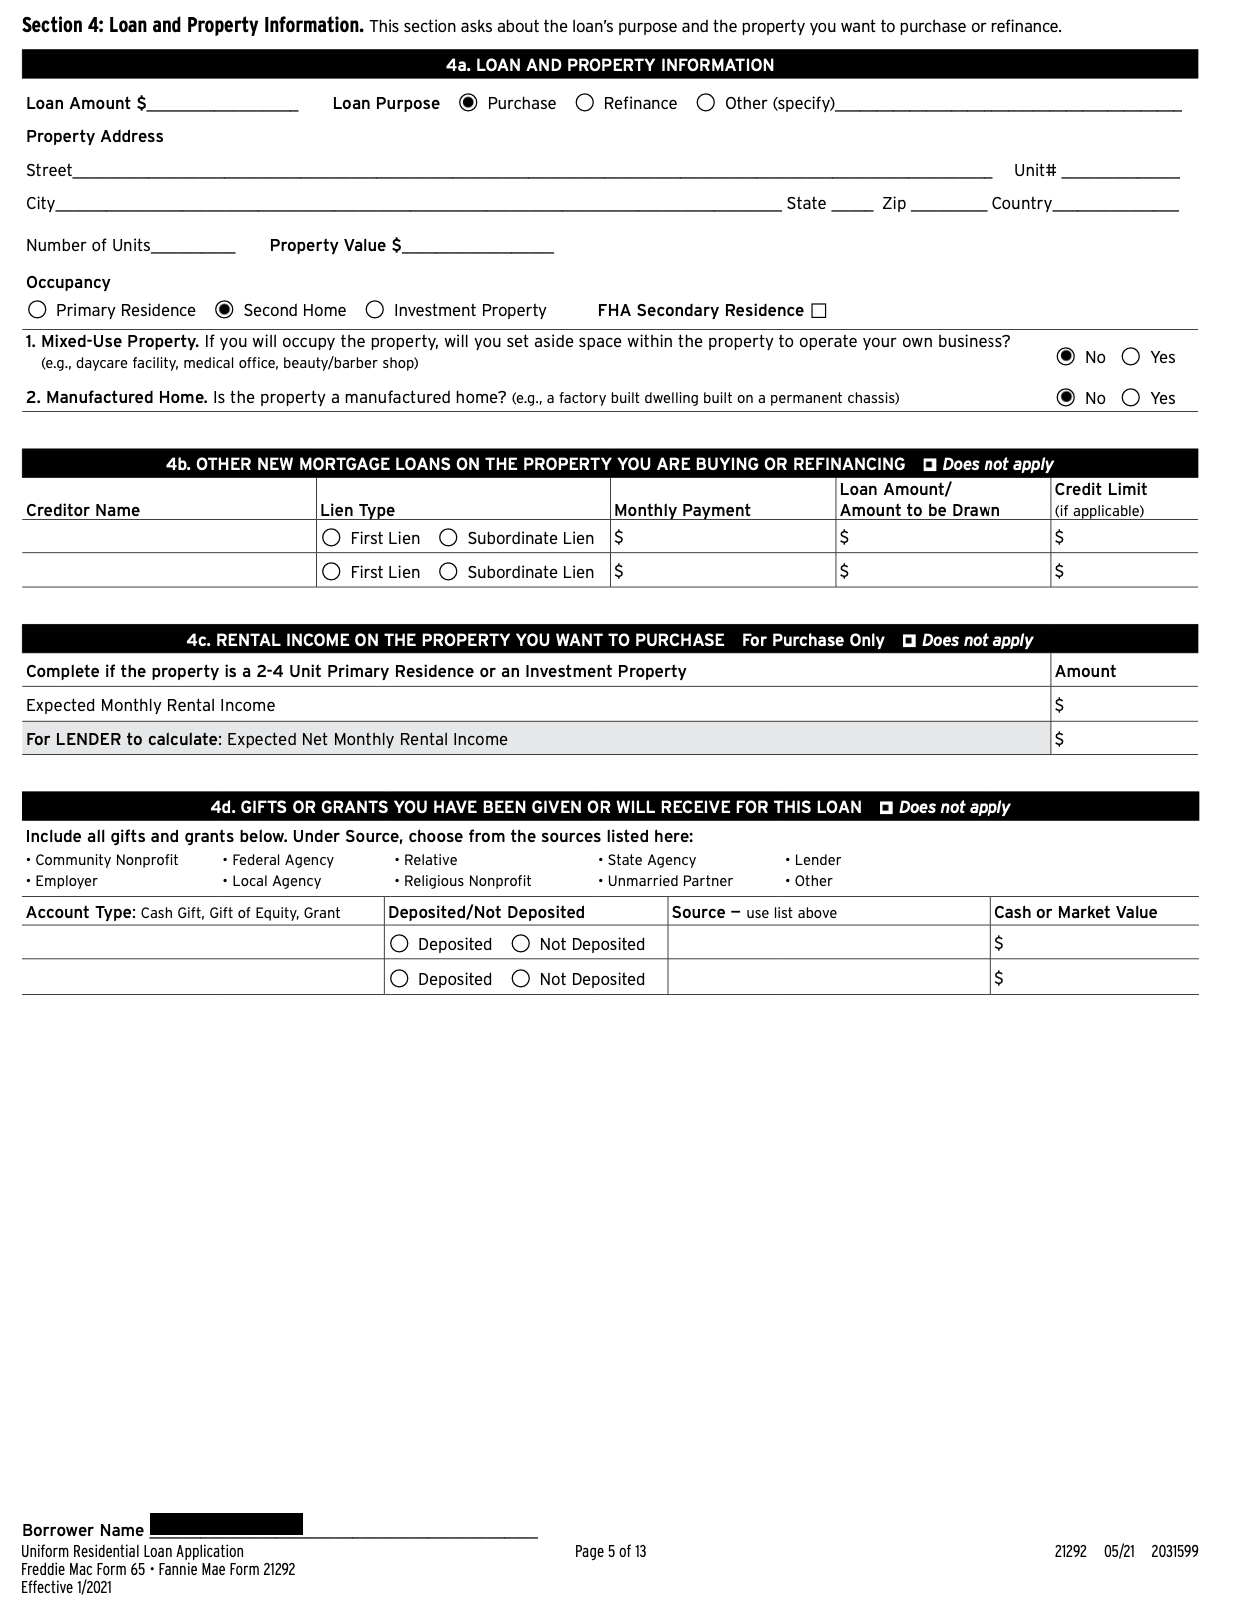 Section 4: Loan and Property Information. This section asks about the loan's purpose and the property you want to purchase or refinance.
4a. LOAN AND PROPERTY INFORMATION
Loan Amount $ Loan Purpose Purchase Refinance Other (specify)
Property Address
Street Unit#
City State Zip Country
Number of Units Property Value $
Occupancy
Primary Residence Second Home Investment Property FHA Secondary Residence
1. Mixed-Use Property. If you will occupy the property, will you set aside space within the property to operate your own business?
(e.g., daycare facility, medical office, beauty/barber shop) No Yes
2. Manufactured Home. Is the property a manufactured home? (e.g., a factory built dwelling built on a permanent chassis) No Yes
4b. OTHER NEW MORTGAGE LOANS ON THE PROPERTY YOU ARE BUYING OR REFINANCING Does not apply
Creditor Name Lien Type Monthly Payment Loan Amount/ Amount to be Drawn Credit Limit (if applicable)
First Lien Subordinate Lien $ $ $
First Lien Subordinate Lien $ $ $
4c. RENTAL INCOME ON THE PROPERTY YOU WANT TO PURCHASE For Purchase Only Does not apply
Complete if the property is a 2-4 Unit Primary Residence or an Investment Property Amount
Expected Monthly Rental Income $
For LENDER to calculate: Expected Net Monthly Rental Income $
4d. GIFTS OR GRANTS YOU HAVE BEEN GIVEN OR WILL RECEIVE FOR THIS LOAN Does not apply
Include all gifts and grants below. Under Source, choose from the sources listed here:
• Community Nonprofit • Federal Agency • Relative • State Agency • Lender
• Employer • Local Agency • Religious Nonprofit • Unmarried Partner • Other
Account Type: Cash Gift, Gift of Equity, Grant Deposited/Not Deposited Source – use list above Cash or Market Value
Deposited Not Deposited $
Deposited Not Deposited $
Borrower Name
Uniform Residential Loan Application Page 5 of 13 21292 05/21 2031599
Freddie Mac Form 65 • Fannie Mae Form 21292
Effective 1/2021